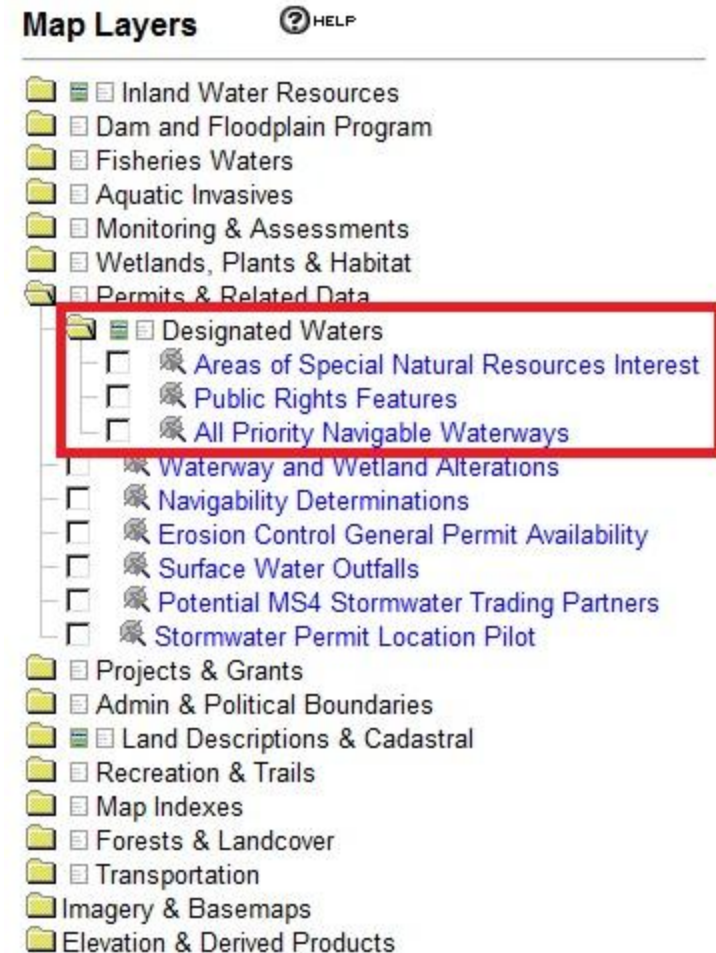 Map Layers HELP
Inland Water Resources
Dam and Floodplain Program
Fisheries Waters
Aquatic Invasives
Monitoring & Assessments
Wetlands, Plants & Habitat
Permits & Related Data
Designated Waters
Areas of Special Natural Resources Interest
Public Rights Features
All Priority Navigable Waterways
Waterway and Wetland Alterations
Navigability Determinations
Erosion Control General Permit Availability
Surface Water Outfalls
Potential MS4 Stormwater Trading Partners
Stormwater Permit Location Pilot
Projects & Grants
Admin & Political Boundaries
Land Descriptions & Cadastral
Recreation & Trails
Map Indexes
Forests & Landcover
Transportation
Imagery & Basemaps
Elevation & Derived Products